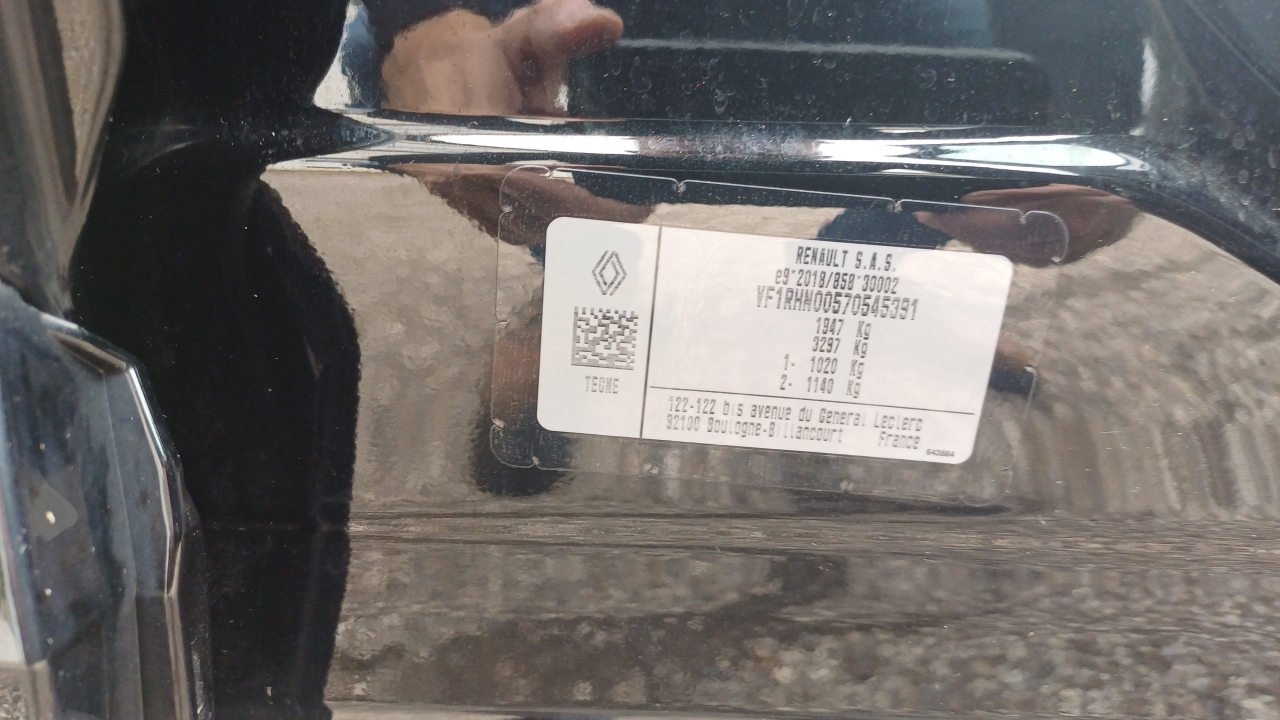 RENAULT S.A.S.
e9*2018/858*30002
VF1RHN00570545391
1947 Kg
3297 Kg
1- 1020 Kg
2- 1140 Kg
TEGNE
122-122 bis avenue du General Leclerc
92100 Boulogne-Billancourt France
643884